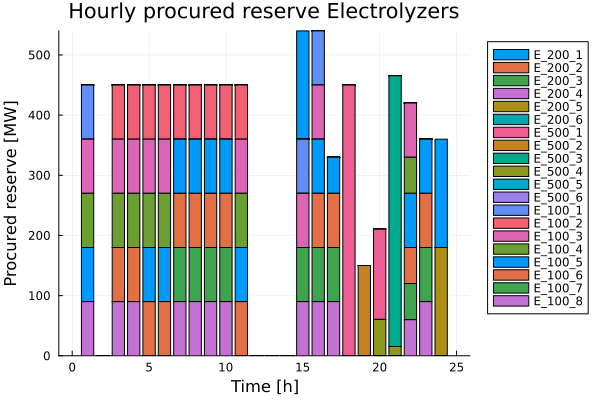 Hourly procured reserve Electrolyzers
Procured reserve [MW]
500
400
300
200
100
0
0 5 10 15 20 25
Time [h]
E_200_1
E_200_2
E_200_3
E_200_4
E_200_5
E_200_6
E_500_1
E_500_2
E_500_3
E_500_4
E_500_5
E_500_6
E_100_1
E_100_2
E_100_3
E_100_4
E_100_5
E_100_6
E_100_7
E_100_8